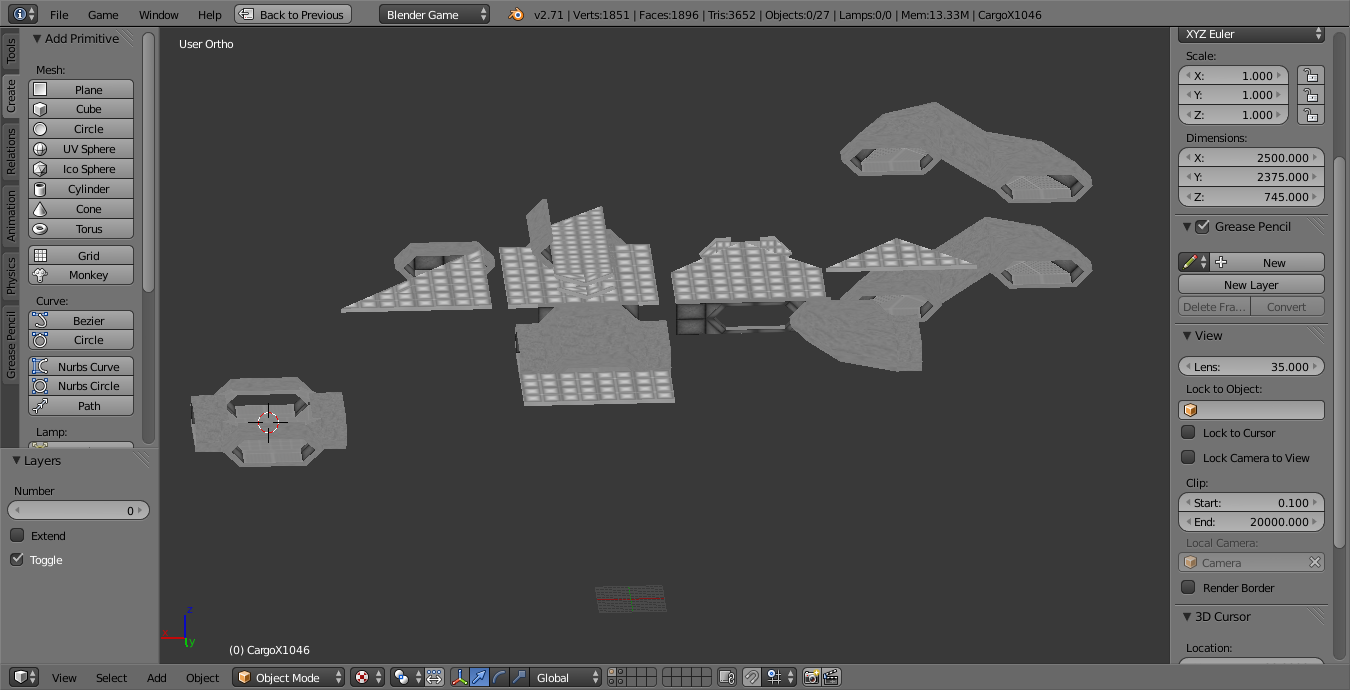 File Game Window Help Back to Previous Blender Game v2.71 | Verts:1851 | Faces:1896 | Tris:3652 | Objects:0/27 | Lamps:0/0 | Mem:13.33M | CargoX1046
Tools
Create
Relations
Animation
Physics
Grease Pencil
Add Primitive
Mesh:
Plane
Cube
Circle
UV Sphere
Ico Sphere
Cylinder
Cone
Torus
Grid
Monkey
Curve:
Bezier
Circle
Nurbs Curve
Nurbs Circle
Path
Lamp:
Layers
Number
0
Extend
Toggle
User Ortho
z
x
y
(0) CargoX1046
XYZ Euler
Scale:
X: 1.000
Y: 1.000
Z: 1.000
Dimensions:
X: 2500.000
Y: 2375.000
Z: 745.000
Grease Pencil
New
New Layer
Delete Fra... Convert
View
Lens: 35.000
Lock to Object:
Lock to Cursor
Lock Camera to View
Clip:
Start: 0.100
End: 20000.000
Local Camera:
Camera
Render Border
3D Cursor
Location:
View Select Add Object Object Mode Global